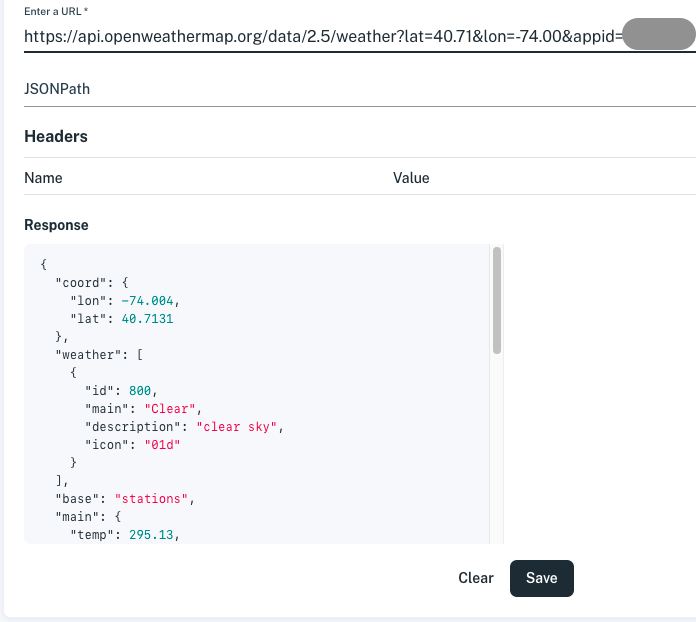 Enter a URL *
https://api.openweathermap.org/data/2.5/weather?lat=40.71&lon=-74.00&appid=
JSONPath
Headers
Name Value
Response
{
"coord": {
"lon": -74.004,
"lat": 40.7131
},
"weather": [
{
"id": 800,
"main": "Clear",
"description": "clear sky",
"icon": "01d"
}
],
"base": "stations",
"main": {
"temp": 295.13,
Clear Save